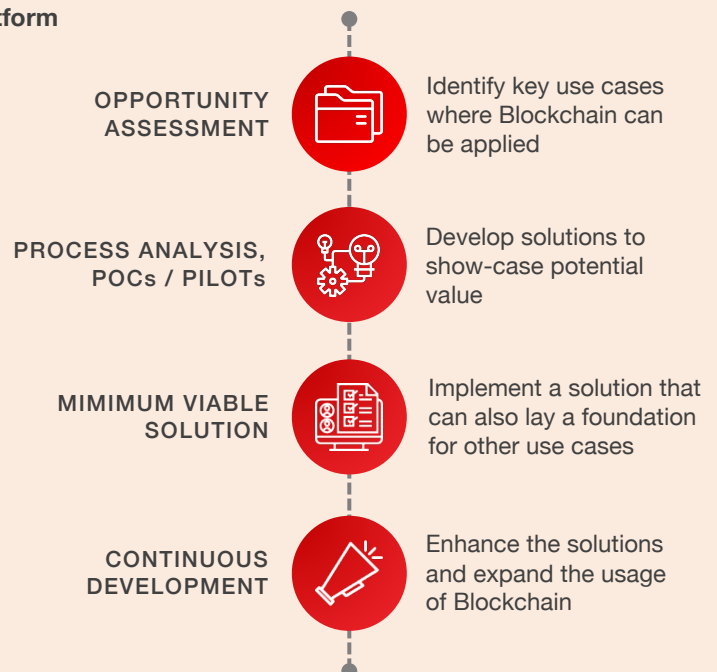 tform
OPPORTUNITY
ASSESSMENT
Identify key use cases
where Blockchain can
be applied
PROCESS ANALYSIS,
POCs / PILOTs
Develop solutions to
show-case potential
value
MIMIMUM VIABLE
SOLUTION
Implement a solution that
can also lay a foundation
for other use cases
CONTINUOUS
DEVELOPMENT
Enhance the solutions
and expand the usage
of Blockchain